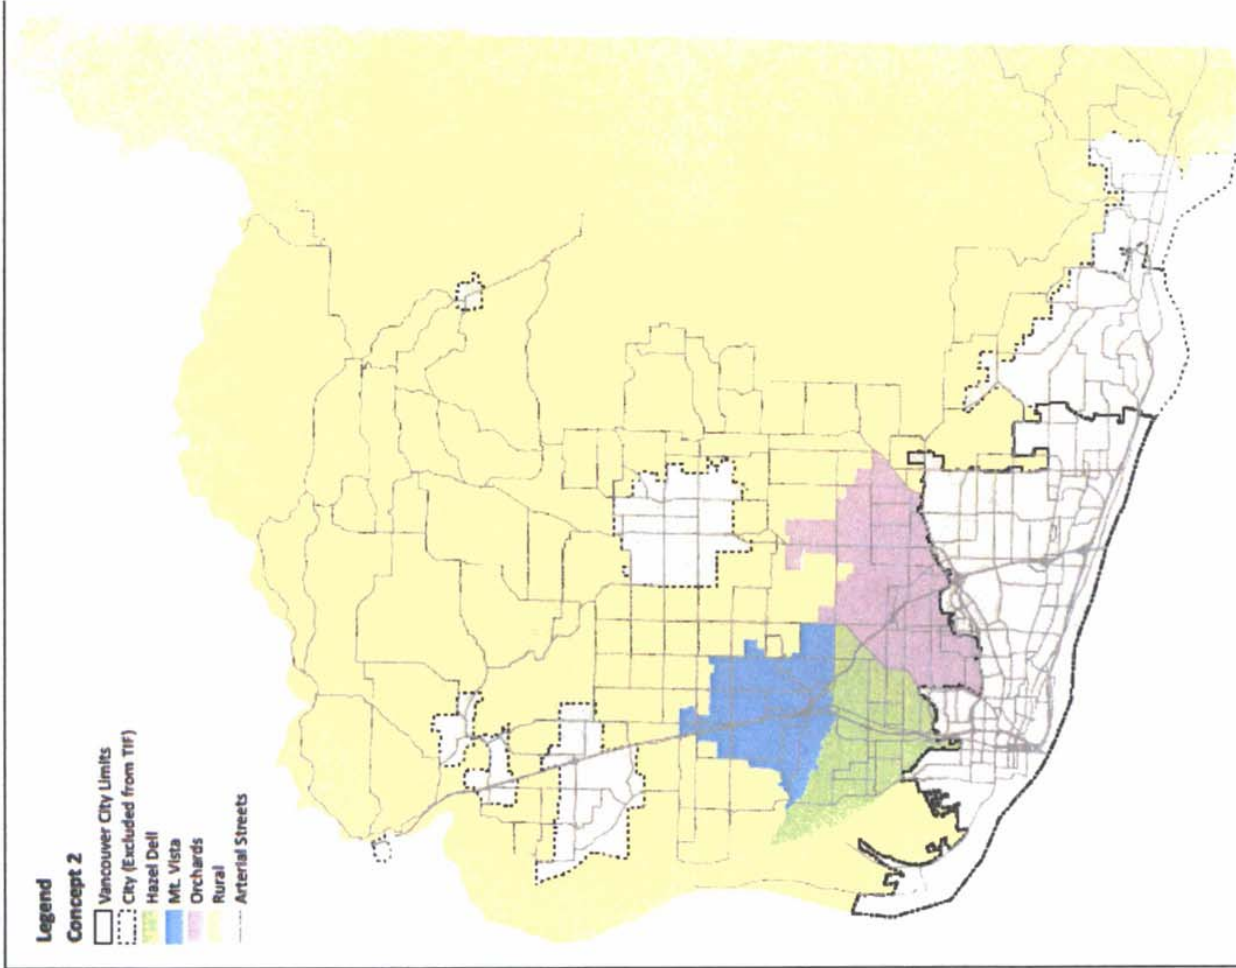 Legend
Concept 2
Vancouver City Limits
City (Excluded from TIF)
Hazel Dell
Mt. Vista
Orchards
Rural
Arterial Streets